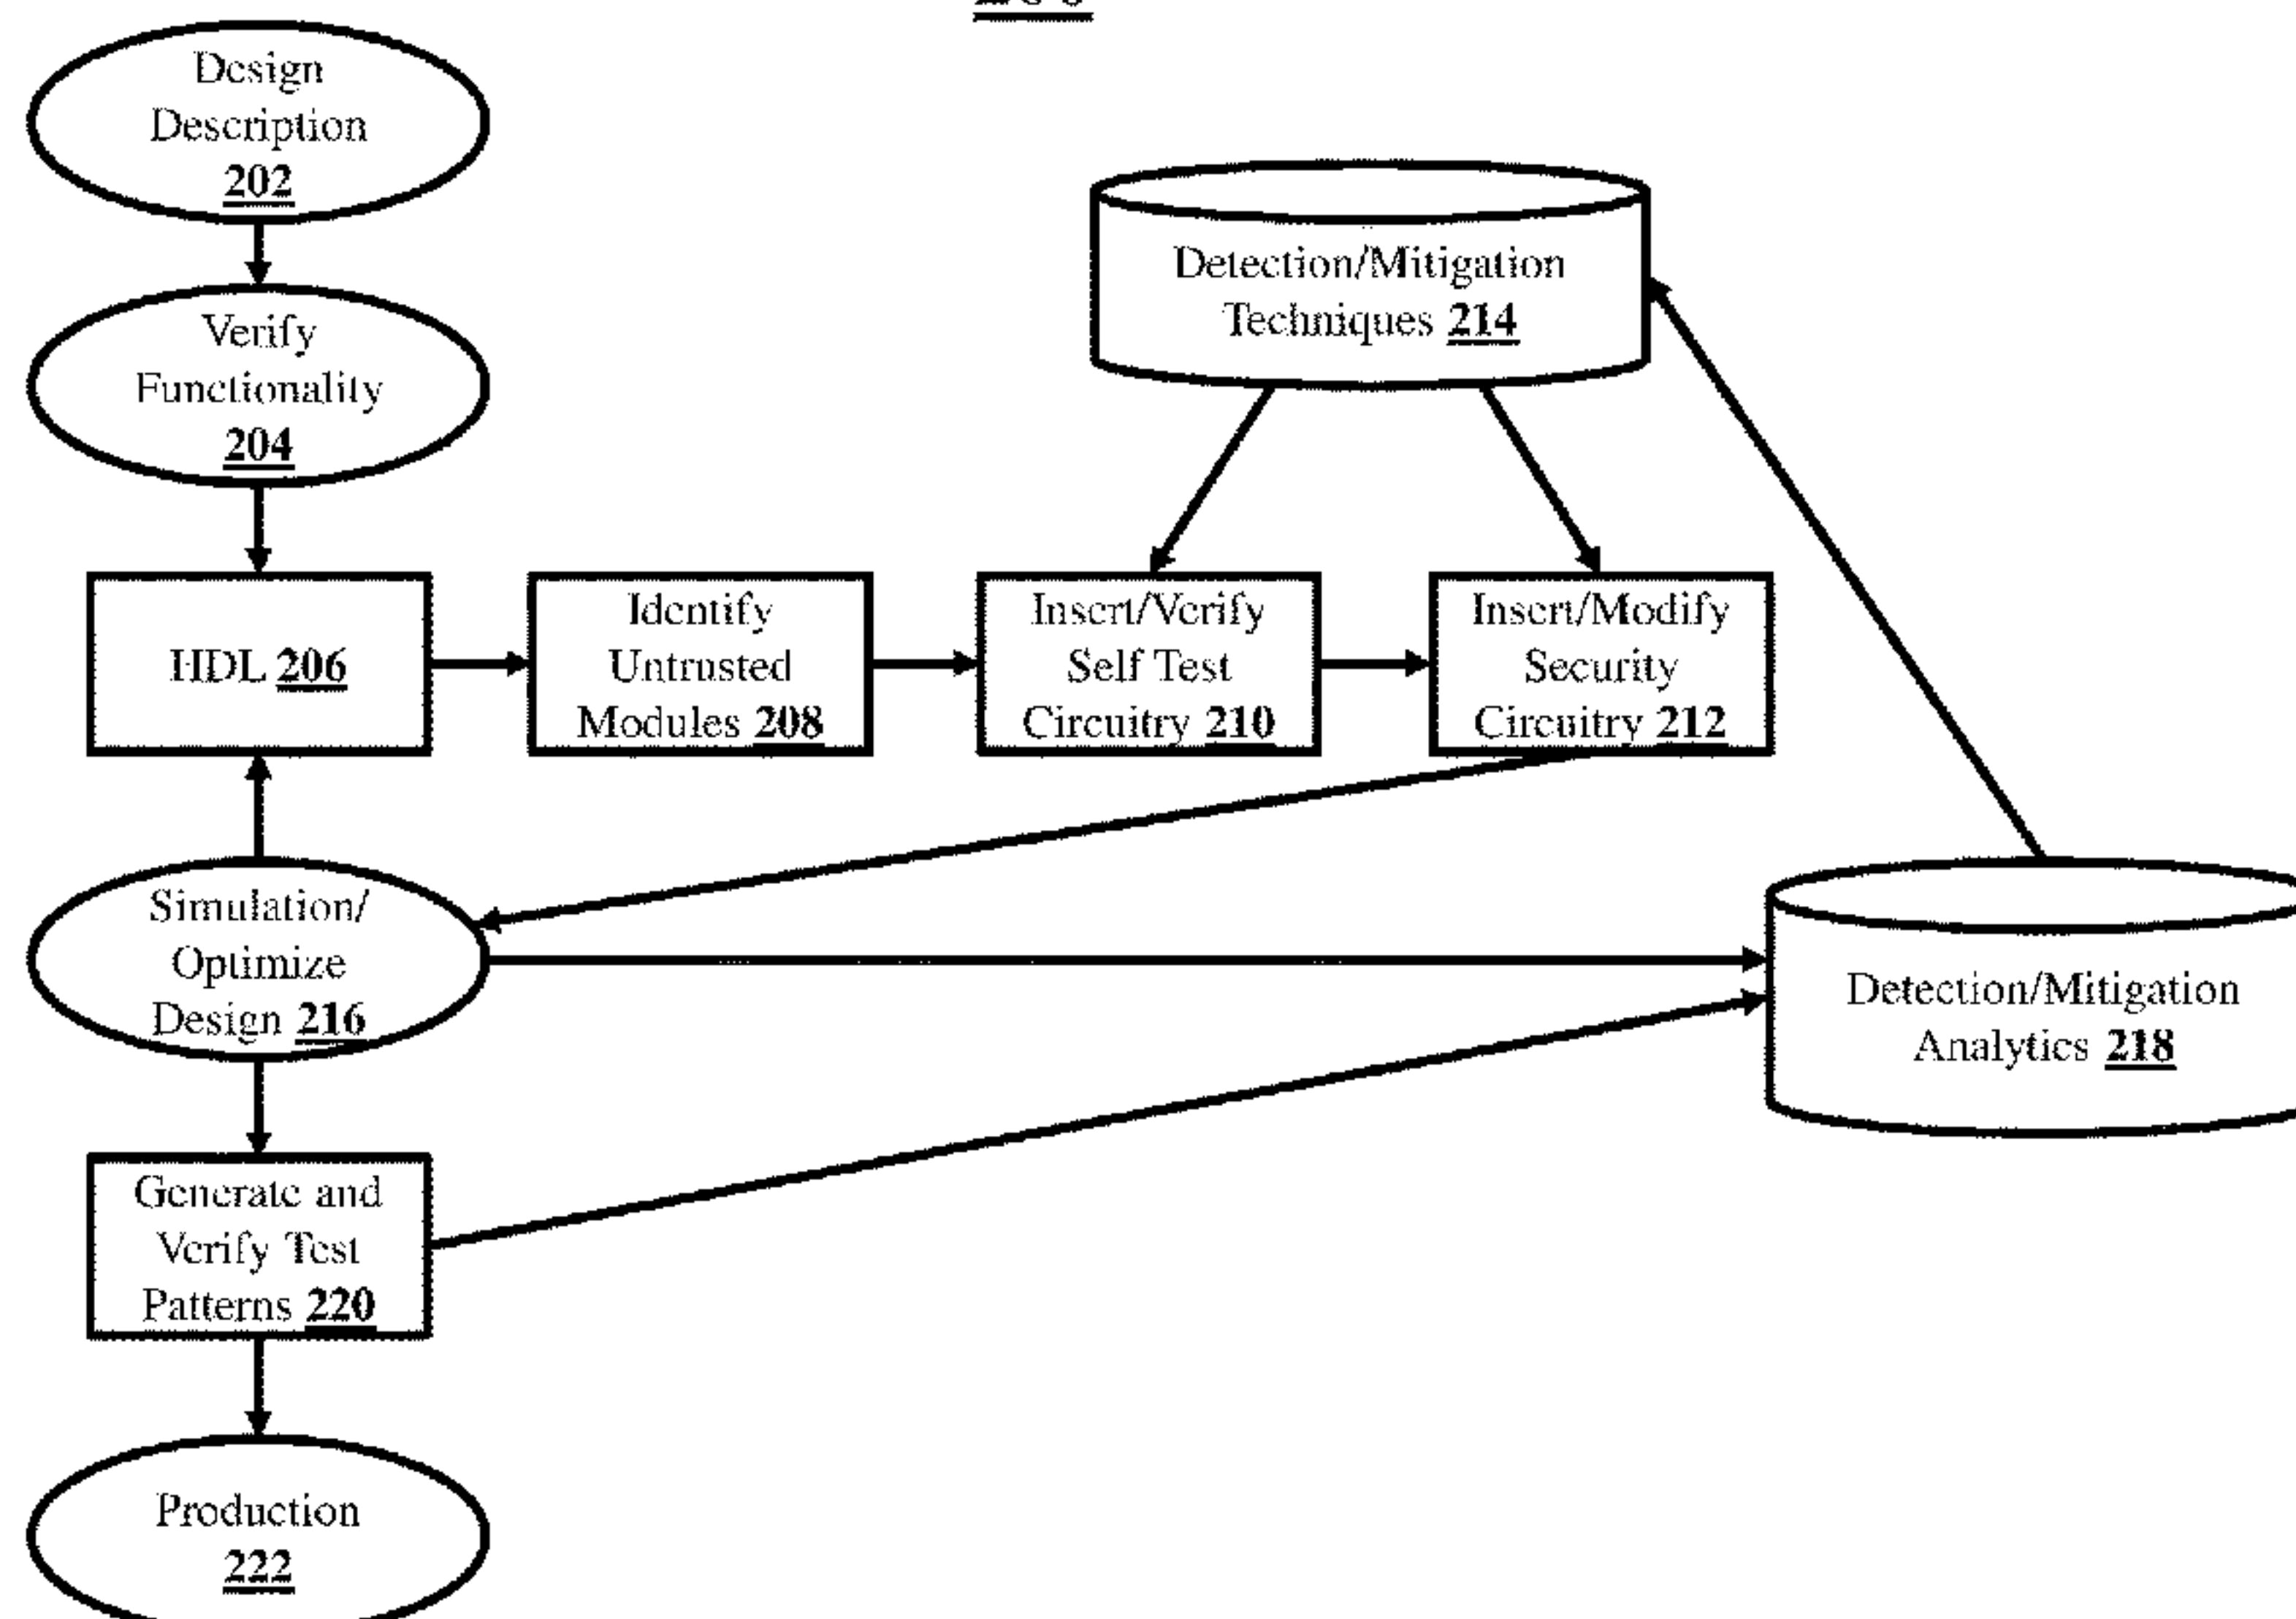 Design
Description
202
Verify
Functionality
204
Detection/Mitigation
Techniques 214
HDL 206
Identify
Untrusted
Modules 208
Insert/Verify
Self Test
Circuitry 210
Insert/Modify
Security
Circuitry 212
Simulation/
Optimize
Design 216
Detection/Mitigation
Analytics 218
Generate and
Verify Test
Patterns 220
Production
222